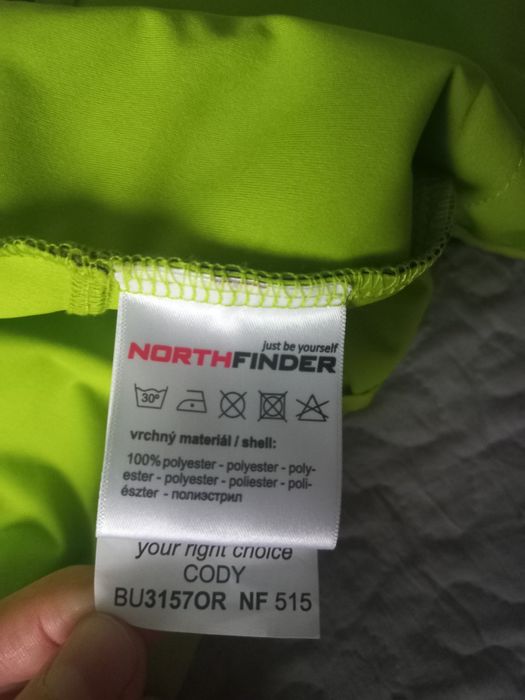 just be yourself
NORTHFINDER
30°
vrchný materiál / shell:
100% polyester - polyester - poly-
ester - polyester - poliester - poli-
észter - полиэстрил
your right choice
CODY
BU3157OR NF 515